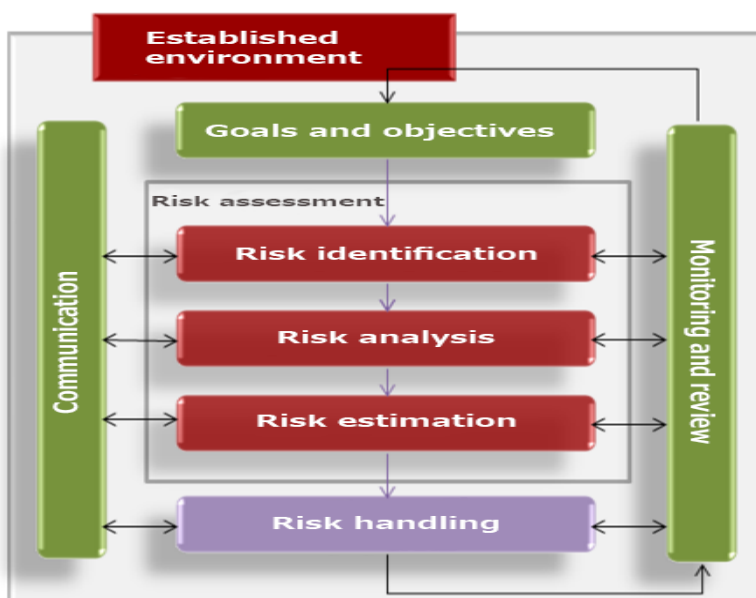 Established
environment
Goals and objectives
Risk assessment
Risk identification
Risk analysis
Risk estimation
Risk handling
Communication
Monitoring and review